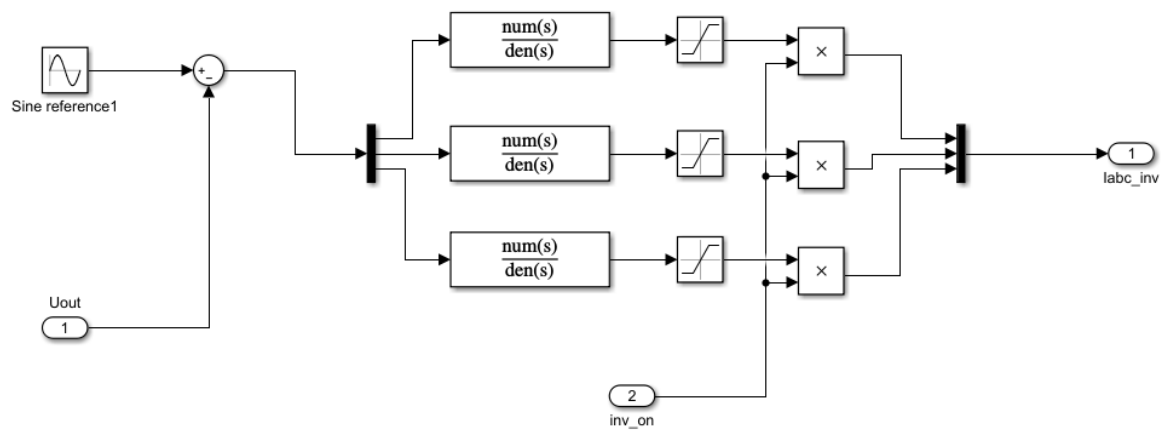 num(s)
den(s)
+
−
×
Sine reference1
num(s)
den(s)
×
1
Iabc_inv
num(s)
den(s)
×
Uout
1
2
inv_on